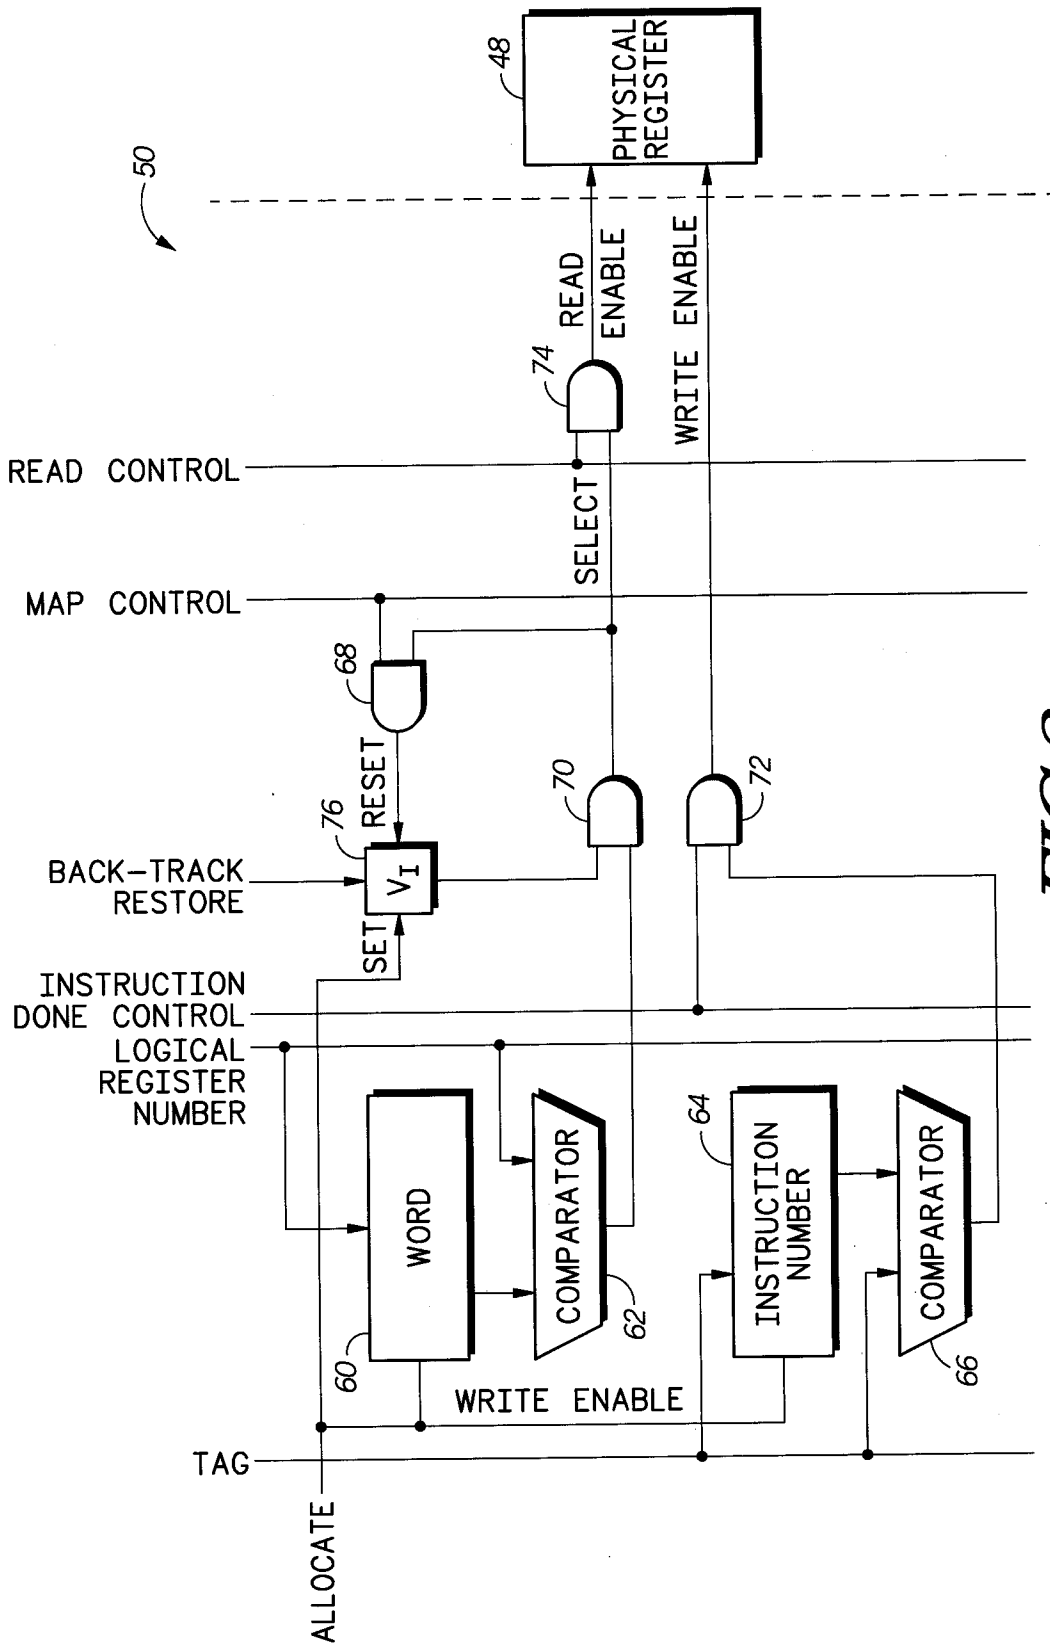 50
48
PHYSICAL
REGISTER
READ
ENABLE
WRITE ENABLE
74
READ CONTROL
SELECT
MAP CONTROL
68
RESET
76
V_I
SET
BACK-TRACK
RESTORE
70
72
INSTRUCTION
DONE CONTROL
LOGICAL
REGISTER
NUMBER
60
WORD
COMPARATOR
62
64
INSTRUCTION
NUMBER
COMPARATOR
66
WRITE ENABLE
TAG
ALLOCATE